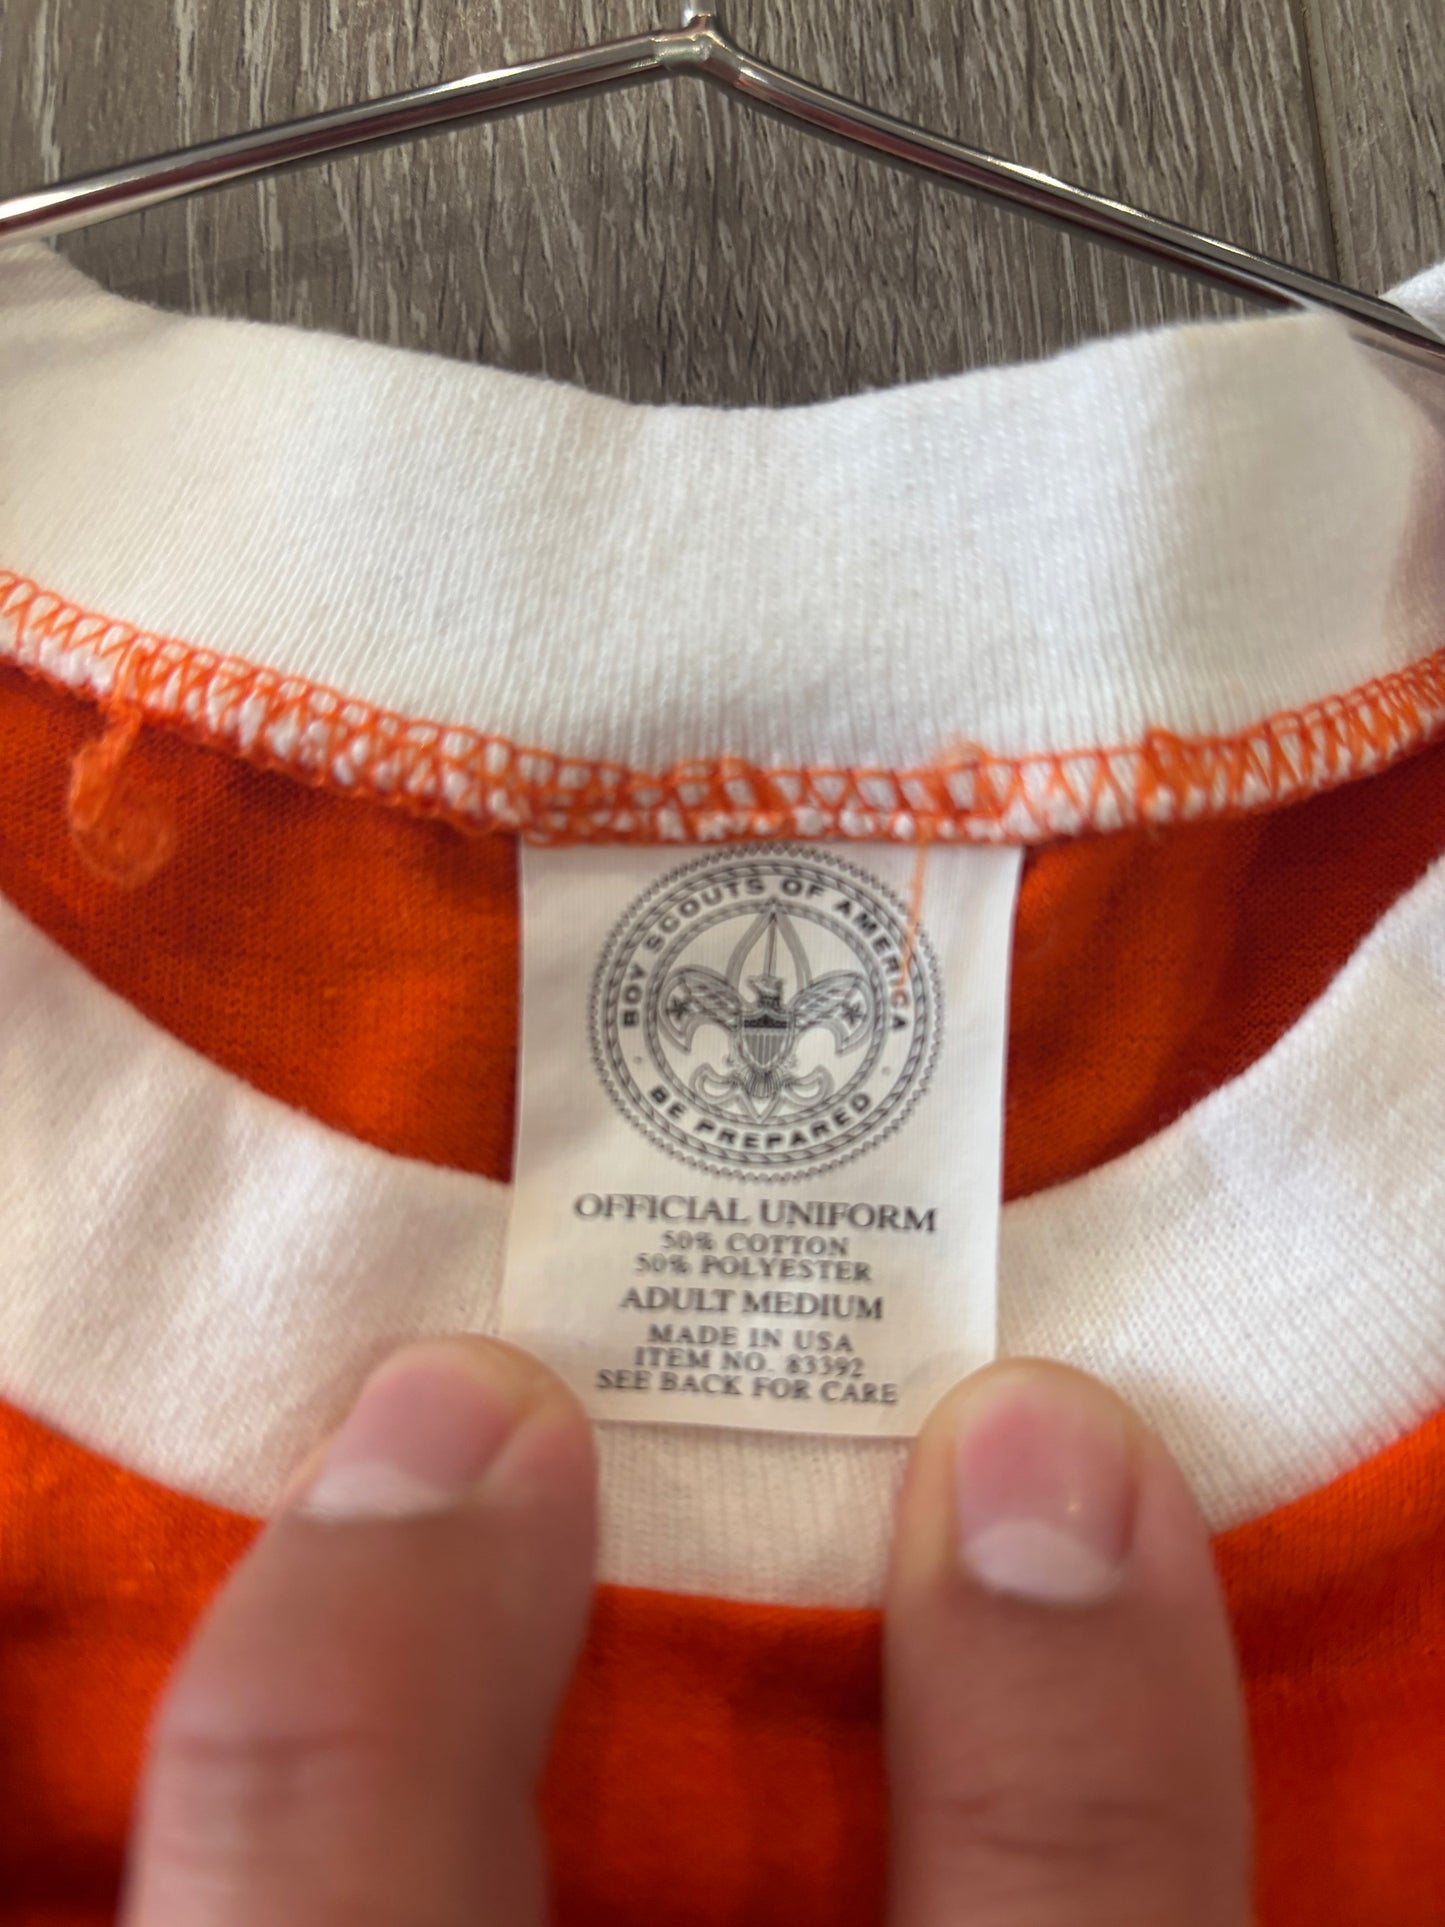 BOY SCOUTS OF AMERICA
BE PREPARED
OFFICIAL UNIFORM
50% COTTON
50% POLYESTER
ADULT MEDIUM
MADE IN USA
ITEM NO. 83392
SEE BACK FOR CARE